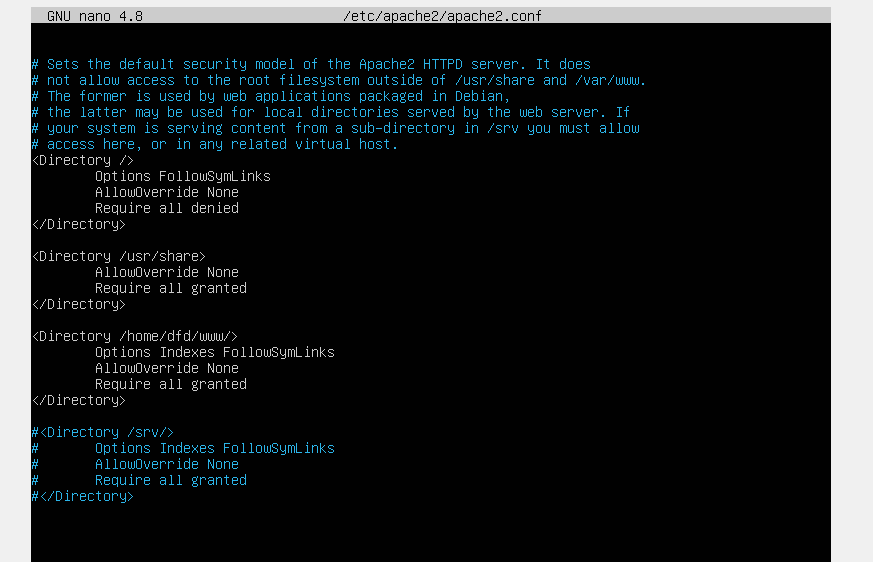 GNU nano 4.8 /etc/apache2/apache2.conf
# Sets the default security model of the Apache2 HTTPD server. It does
# not allow access to the root filesystem outside of /usr/share and /var/www.
# The former is used by web applications packaged in Debian,
# the latter may be used for local directories served by the web server. If
# your system is serving content from a sub-directory in /srv you must allow
# access here, or in any related virtual host.
<Directory />
        Options FollowSymLinks
        AllowOverride None
        Require all denied
</Directory>
<Directory /usr/share>
        AllowOverride None
        Require all granted
</Directory>
<Directory /home/dfd/www/>
        Options Indexes FollowSymLinks
        AllowOverride None
        Require all granted
</Directory>
#<Directory /srv/>
#       Options Indexes FollowSymLinks
#       AllowOverride None
#       Require all granted
#</Directory>